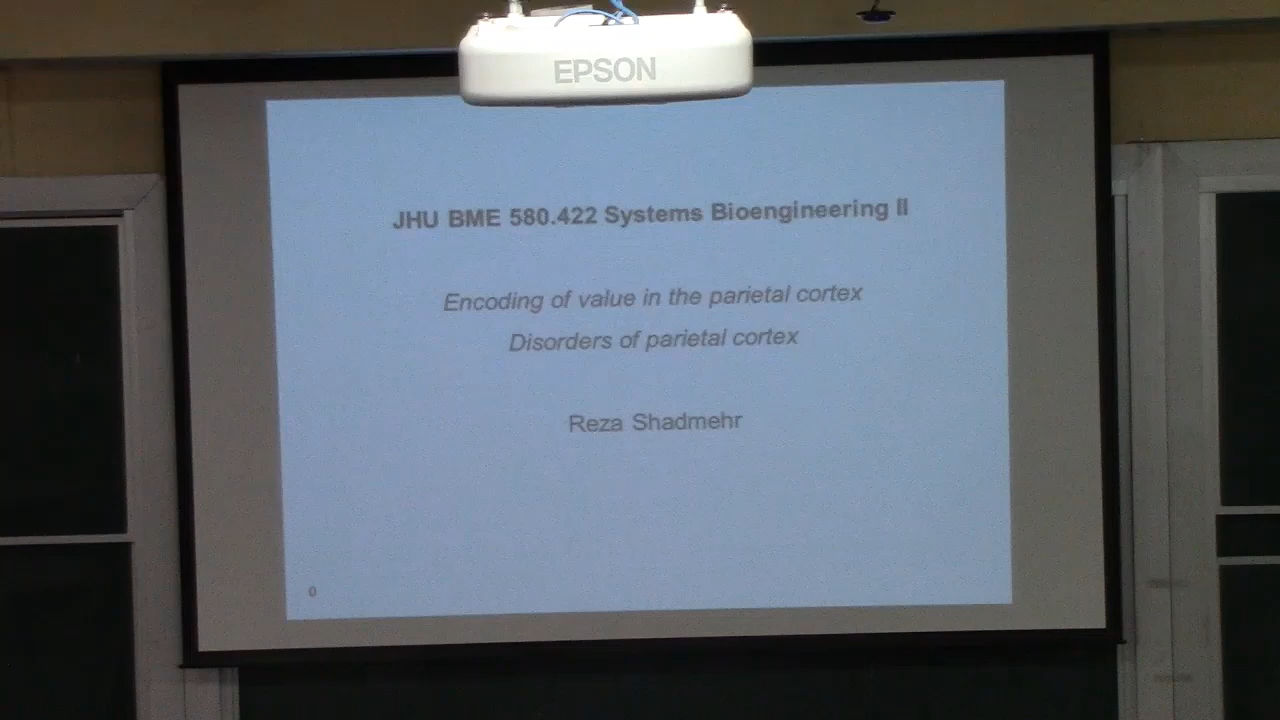 EPSON
JHU BME 580.422 Systems Bioengineering II
Encoding of value in the parietal cortex
Disorders of parietal cortex
Reza Shadmehr
0